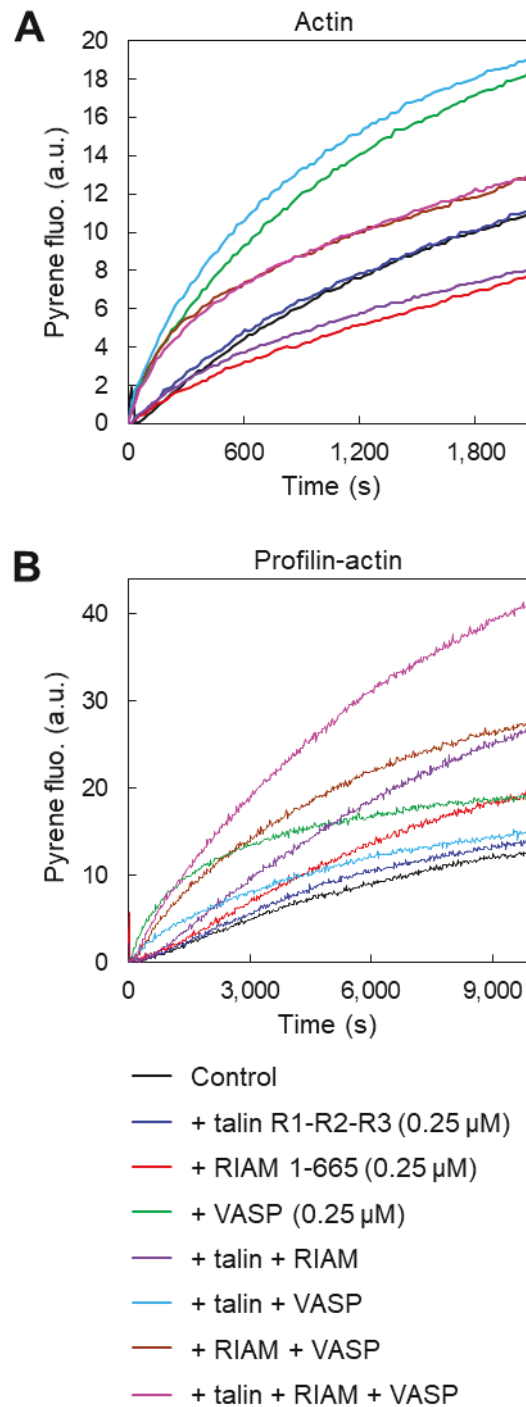 A
Actin
20
18
16
14
12
10
8
6
4
2
0
Pyrene fluo. (a.u.)
0 600 1,200 1,800
Time (s)
B
Profilin-actin
40
30
20
10
0
Pyrene fluo. (a.u.)
0 3,000 6,000 9,000
Time (s)
Control
+ talin R1-R2-R3 (0.25 µM)
+ RIAM 1-665 (0.25 µM)
+ VASP (0.25 µM)
+ talin + RIAM
+ talin + VASP
+ RIAM + VASP
+ talin + RIAM + VASP